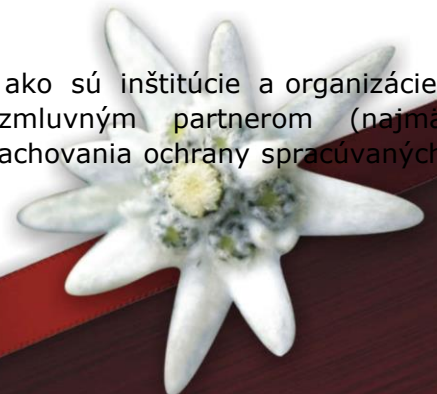 ako sú inštitúcie a organizácie
zmluvným partnerom (najmä
achovania ochrany spracúvaných